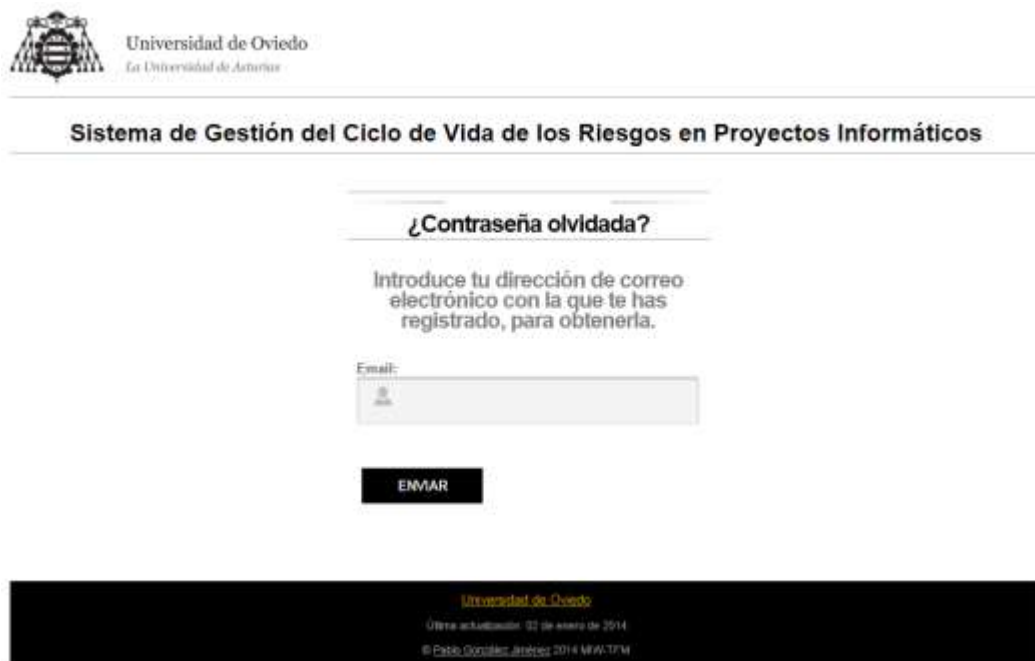 Universidad de Oviedo
La Universidad de Asturias
Sistema de Gestión del Ciclo de Vida de los Riesgos en Proyectos Informáticos
¿Contraseña olvidada?
Introduce tu dirección de correo
electrónico con la que te has
registrado, para obtenerla.
Email:
ENVIAR
Universidad de Oviedo
Última actualización: 02 de enero de 2014
© Pablo González Jiménez 2014 MIW-TFM